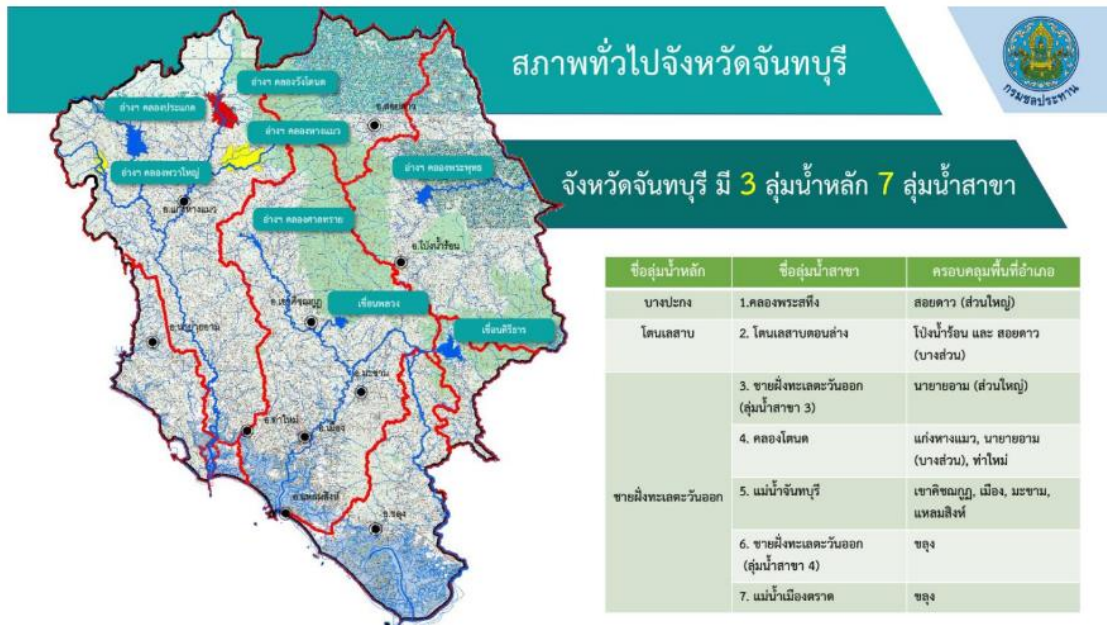 สภาพทั่วไปจังหวัดจันทบุรี
กรมชลประทาน
จังหวัดจันทบุรี มี 3 ลุ่มน้ำหลัก 7 ลุ่มน้ำสาขา
อ่างฯ คลองวังโตนด
อ่างฯ คลองประแกด
อ.สอยดาว
อ่างฯ คลองหางแมว
อ่างฯ คลองพวาใหญ่
อ่างฯ คลองพระพุทธ
อ.แก่งหางแมว
อ่างฯ คลองศาลทราย
อ.โป่งน้ำร้อน
เขื่อนพลวง
อ.เขาคิชฌกูฏ
เขื่อนคิรีธาร
อ.นายายอาม
อ.มะขาม
อ.ท่าใหม่
อ.เมือง
อ.แหลมสิงห์
อ.ขลุง
ชื่อลุ่มน้ำหลัก ชื่อลุ่มน้ำสาขา ครอบคลุมพื้นที่อำเภอ
บางปะกง 1.คลองพระสทึง สอยดาว (ส่วนใหญ่)
โตนเลสาบ 2. โตนเลสาบตอนล่าง โป่งน้ำร้อน และ สอยดาว
(บางส่วน)
ชายฝั่งทะเลตะวันออก
3. ชายฝั่งทะเลตะวันออก นายายอาม (ส่วนใหญ่)
(ลุ่มน้ำสาขา 3)
4. คลองโตนด แก่งหางแมว, นายายอาม
(บางส่วน), ท่าใหม่
5. แม่น้ำจันทบุรี เขาคิชฌกูฏ, เมือง, มะขาม,
แหลมสิงห์
6. ชายฝั่งทะเลตะวันออก ขลุง
(ลุ่มน้ำสาขา 4)
7. แม่น้ำเมืองตราด ขลุง